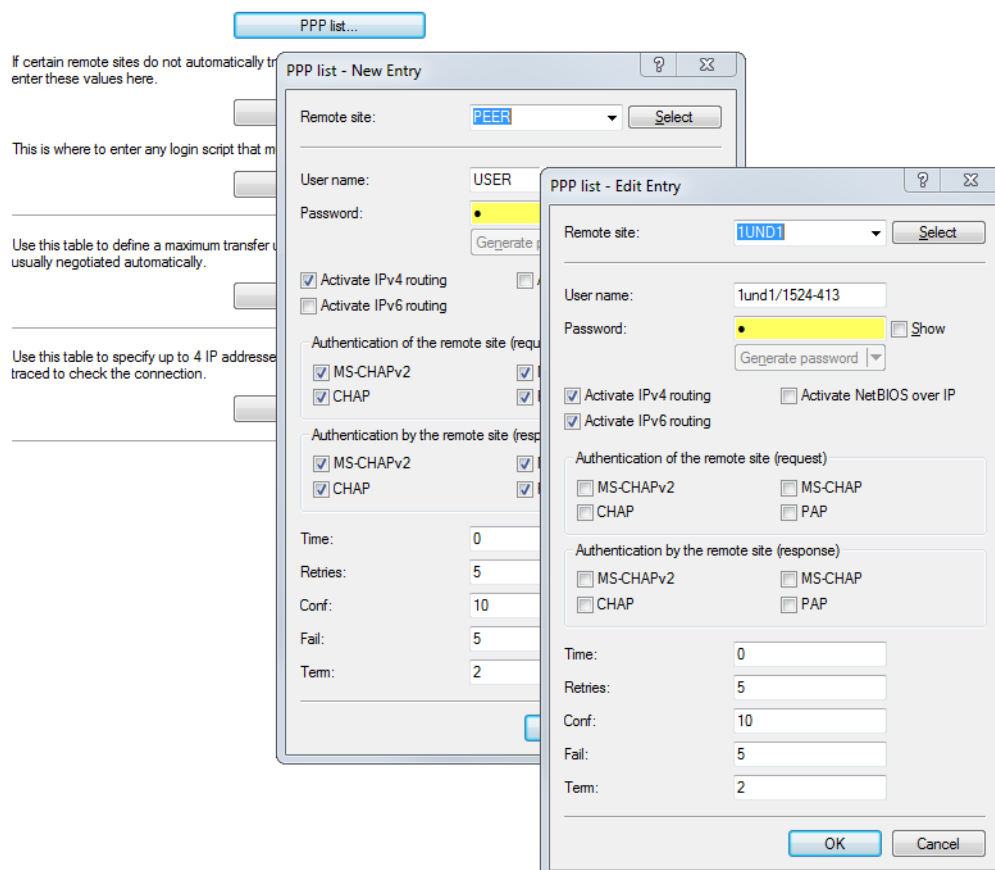 PPP list...
If certain remote sites do not automatically tr
enter these values here.
This is where to enter any login script that m
Use this table to define a maximum transfer u
usually negotiated automatically.
Use this table to specify up to 4 IP addresse
traced to check the connection.
PPP list - New Entry
Remote site:
PEER
Select
User name:
USER
Password:
Generate p
Activate IPv4 routing
Activate IPv6 routing
Authentication of the remote site (requ
MS-CHAPv2
CHAP
Authentication by the remote site (resp
MS-CHAPv2
CHAP
Time:
0
Retries:
5
Conf:
10
Fail:
5
Term:
2
PPP list - Edit Entry
Remote site:
1UND1
Select
User name:
1und1/1524-413
Password:
Show
Generate password
Activate IPv4 routing
Activate NetBIOS over IP
Activate IPv6 routing
Authentication of the remote site (request)
MS-CHAPv2
MS-CHAP
CHAP
PAP
Authentication by the remote site (response)
MS-CHAPv2
MS-CHAP
CHAP
PAP
Time:
0
Retries:
5
Conf:
10
Fail:
5
Term:
2
OK
Cancel